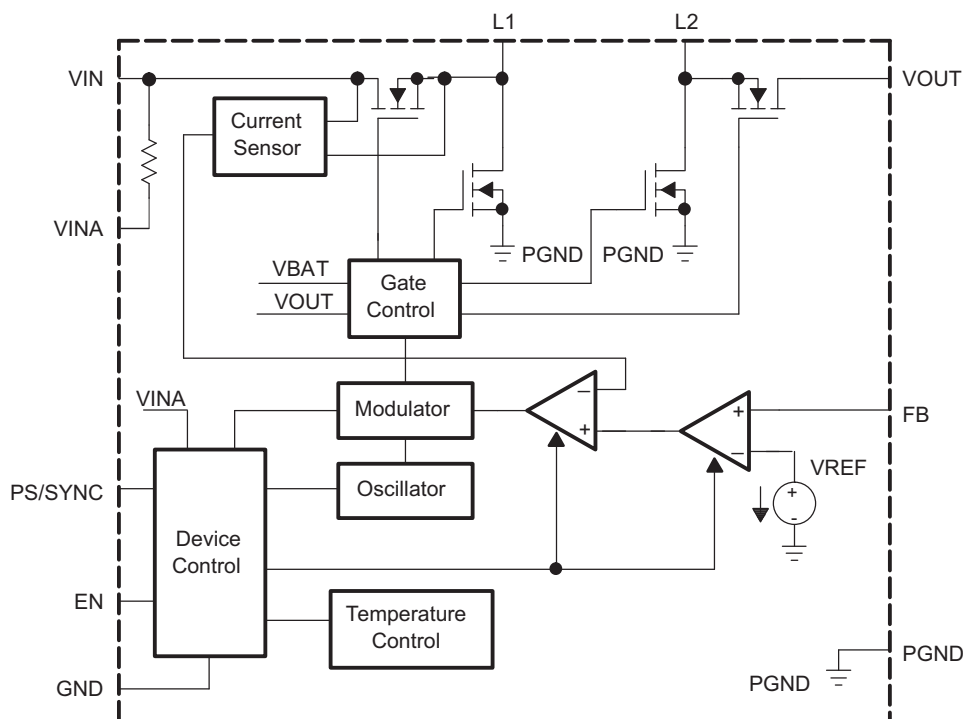 L1
L2
VIN
VOUT
Current
Sensor
VINA
PGND
PGND
VBAT
VOUT
Gate
Control
VINA
Modulator
−
+
+
−
FB
VREF
+
-
PS/SYNC
Oscillator
Device
Control
EN
Temperature
Control
PGND
PGND
GND